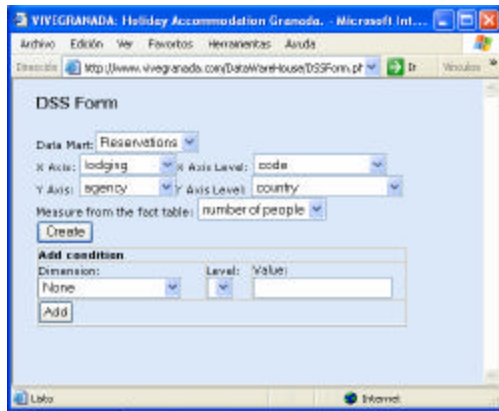 VIVEGRANADA: Holiday Accommodation Granada. - Microsoft Int...
Archivo Edición Ver Favoritos Herramientas Ayuda
Dirección http://www.vivegranada.com/DataWareHouse/DSSForm.ph Ir Vínculos »
DSS Form
Data Mart: Reservations
X Axis: lodging X Axis Level: code
Y Axis: agency Y Axis Level: country
Measure from the fact table: number of people
Create
Add condition
Dimension: Level: Value:
None
Add
Listo Internet